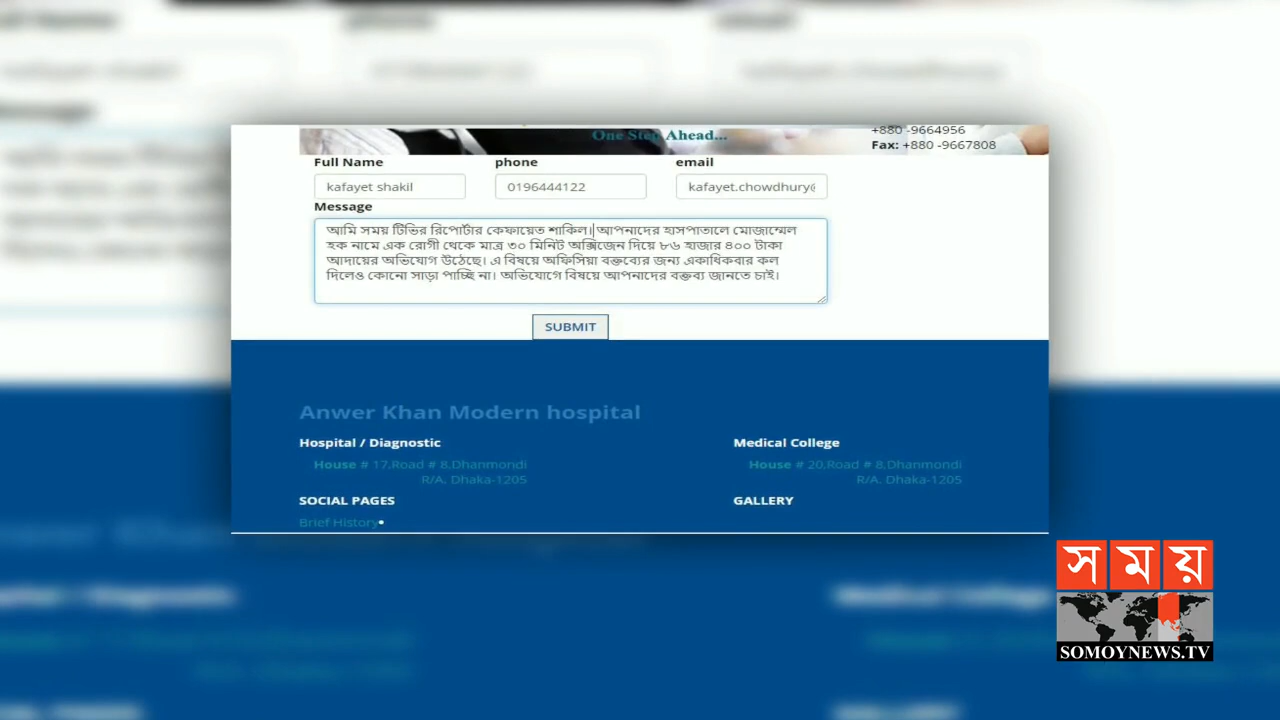 One Step Ahead...
+880 -9664956
Fax: +880 -9667808
Full Name
phone
email
kafayet shakil
0196444122
kafayet.chowdhury@
Message
আমি সময় টিভির রিপোর্টার কেফায়েত শাকিল। আপনাদের হাসপাতালে মোজাম্মেল
হক নামে এক রোগী থেকে মাত্র ৩০ মিনিট অক্সিজেন দিয়ে ৮৬ হাজার ৪০০ টাকা
আদায়ের অভিযোগ উঠেছে। এ বিষয়ে অফিসিয়া বক্তব্যের জন্য একাধিকবার কল
দিলেও কোনো সাড়া পাচ্ছি না। অভিযোগে বিষয়ে আপনাদের বক্তব্য জানতে চাই।
SUBMIT
Anwer Khan Modern hospital
Hospital / Diagnostic
House # 17,Road # 8,Dhanmondi
R/A. Dhaka-1205
Medical College
House # 20,Road # 8,Dhanmondi
R/A. Dhaka-1205
SOCIAL PAGES
GALLERY
Brief History
সময়
SOMOYNEWS.TV